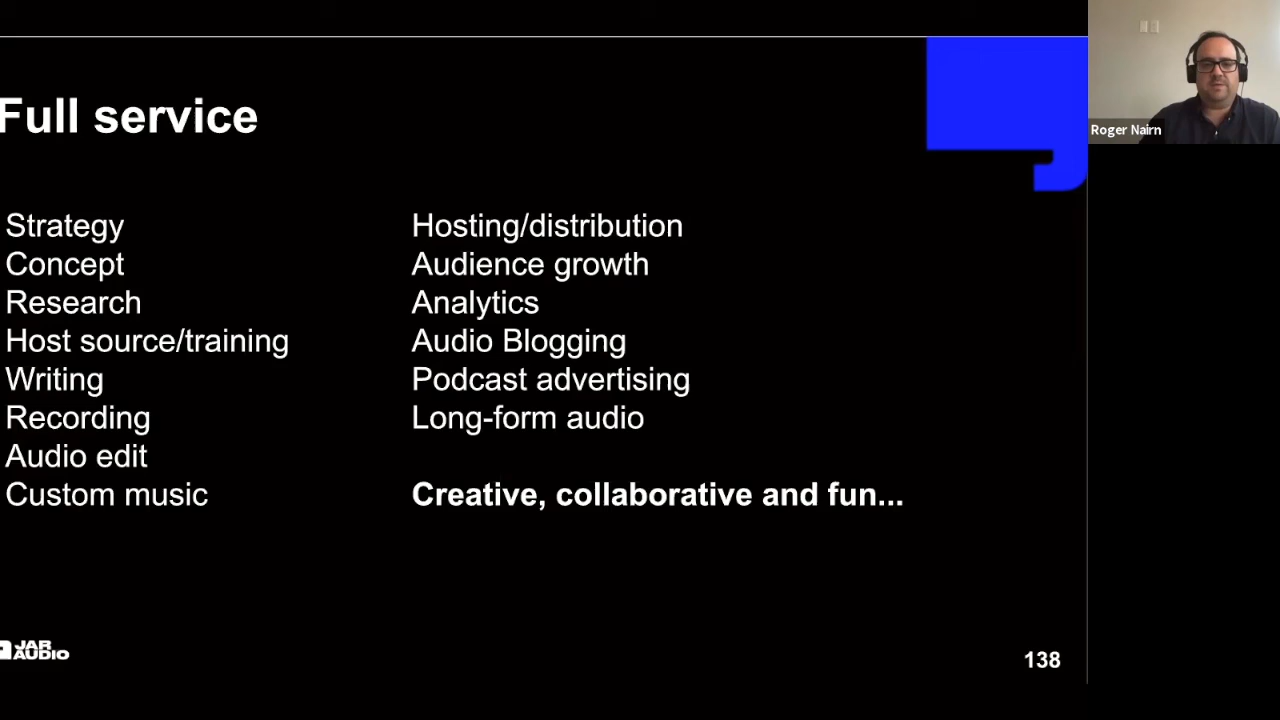 Full service
Strategy
Concept
Research
Host source/training
Writing
Recording
Audio edit
Custom music
Hosting/distribution
Audience growth
Analytics
Audio Blogging
Podcast advertising
Long-form audio
Creative, collaborative and fun...
JAR
AUDIO
138
Roger Nairn